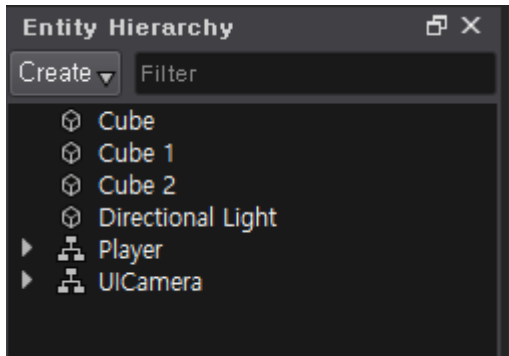 Entity Hierarchy
Create Filter
Cube
Cube 1
Cube 2
Directional Light
Player
UICamera